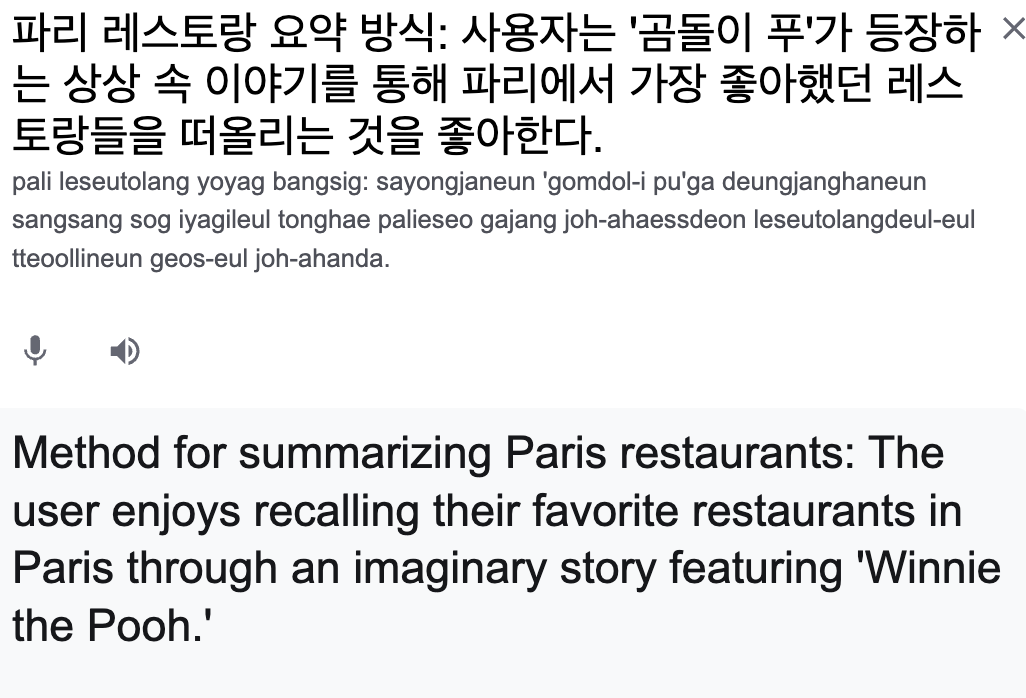 파리 레스토랑 요약 방식: 사용자는 '곰돌이 푸'가 등장하
는 상상 속 이야기를 통해 파리에서 가장 좋아했던 레스
토랑들을 떠올리는 것을 좋아한다.
pali leseutolang yoyag bangsig: sayongjaneun 'gomdol-i pu'ga deungjanghaneun
sangsang sog iyagileul tonghae palieseo gajang joh-ahaessdeon leseutolangdeul-eul
tteoollineun geos-eul joh-ahanda.
Method for summarizing Paris restaurants: The
user enjoys recalling their favorite restaurants in
Paris through an imaginary story featuring 'Winnie
the Pooh.'